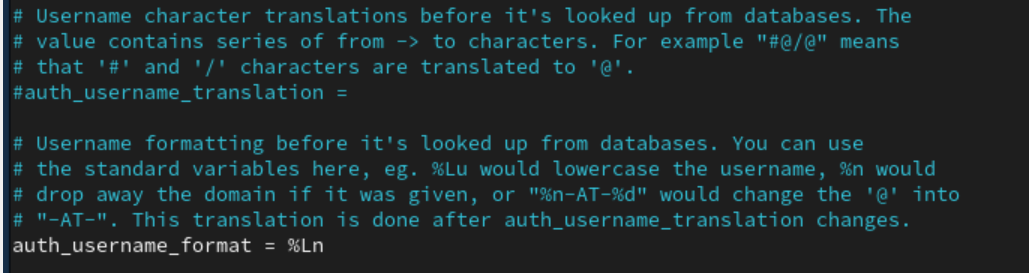 # Username character translations before it's looked up from databases. The
# value contains series of from -> to characters. For example "#@/@" means
# that '#' and '/' characters are translated to '@'.
#auth_username_translation =
# Username formatting before it's looked up from databases. You can use
# the standard variables here, eg. %Lu would lowercase the username, %n would
# drop away the domain if it was given, or "%n-AT-%d" would change the '@' into
# "-AT-". This translation is done after auth_username_translation changes.
auth_username_format = %Ln